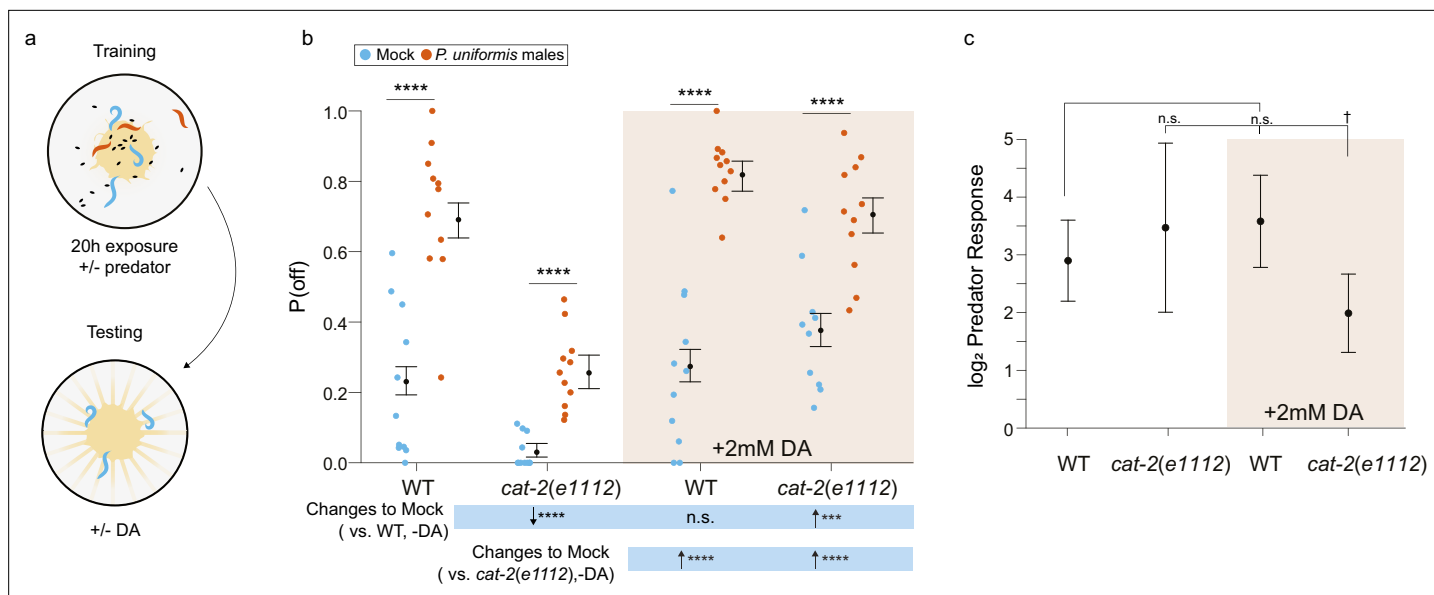 a
Training
20h exposure
+/- predator
Testing
+/- DA
b
Mock
P. uniformis males
P(off)
1.0
0.8
0.6
0.4
0.2
0.0
****
****
****
****
+2mM DA
WT
cat-2(e1112)
WT
cat-2(e1112)
Changes to Mock
( vs. WT, -DA)
↓****
n.s.
↑***
Changes to Mock
( vs. cat-2(e1112),-DA)
↑****
↑****
c
log₂ Predator Response
5
4
3
2
1
0
n.s.
n.s.
†
+2mM DA
WT
cat-2(e1112)
WT
cat-2(e1112)